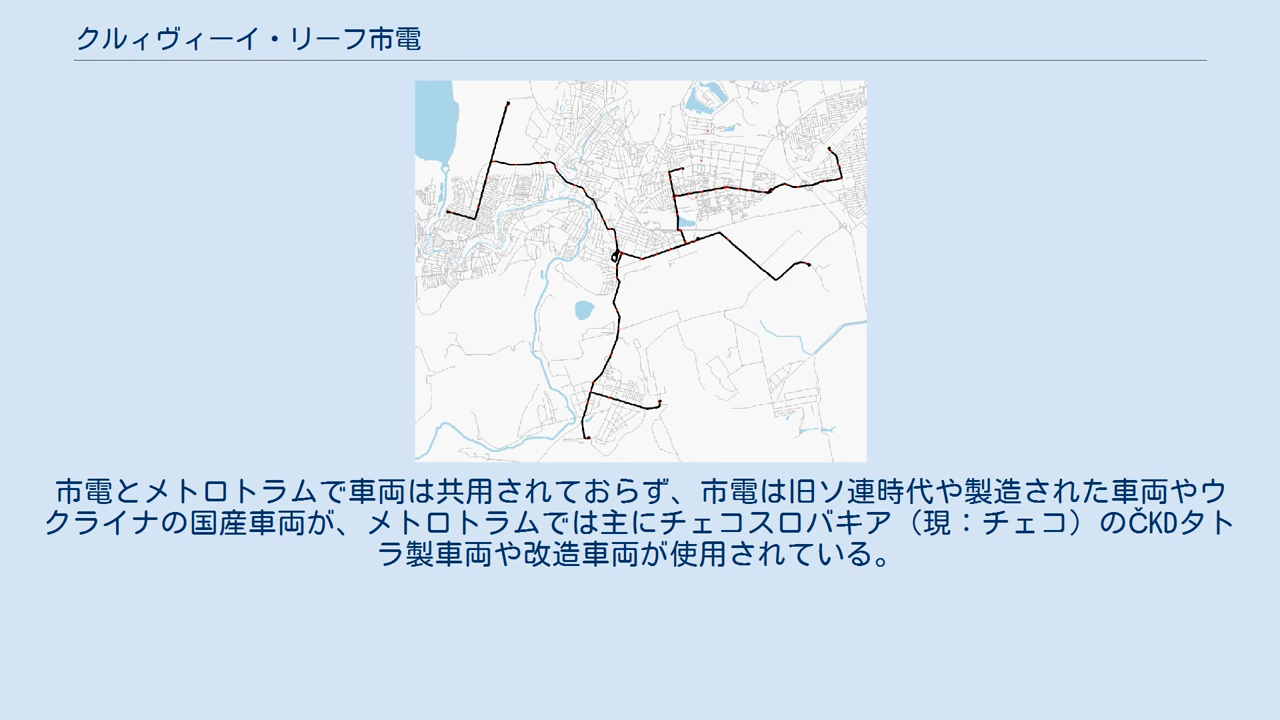 クルィヴィーイ・リーフ市電
市電とメトロトラムで車両は共用されておらず、市電は旧ソ連時代や製造された車両やウ
クライナの国産車両が、メトロトラムでは主にチェコスロバキア（現：チェコ）のČKDタト
ラ製車両や改造車両が使用されている。